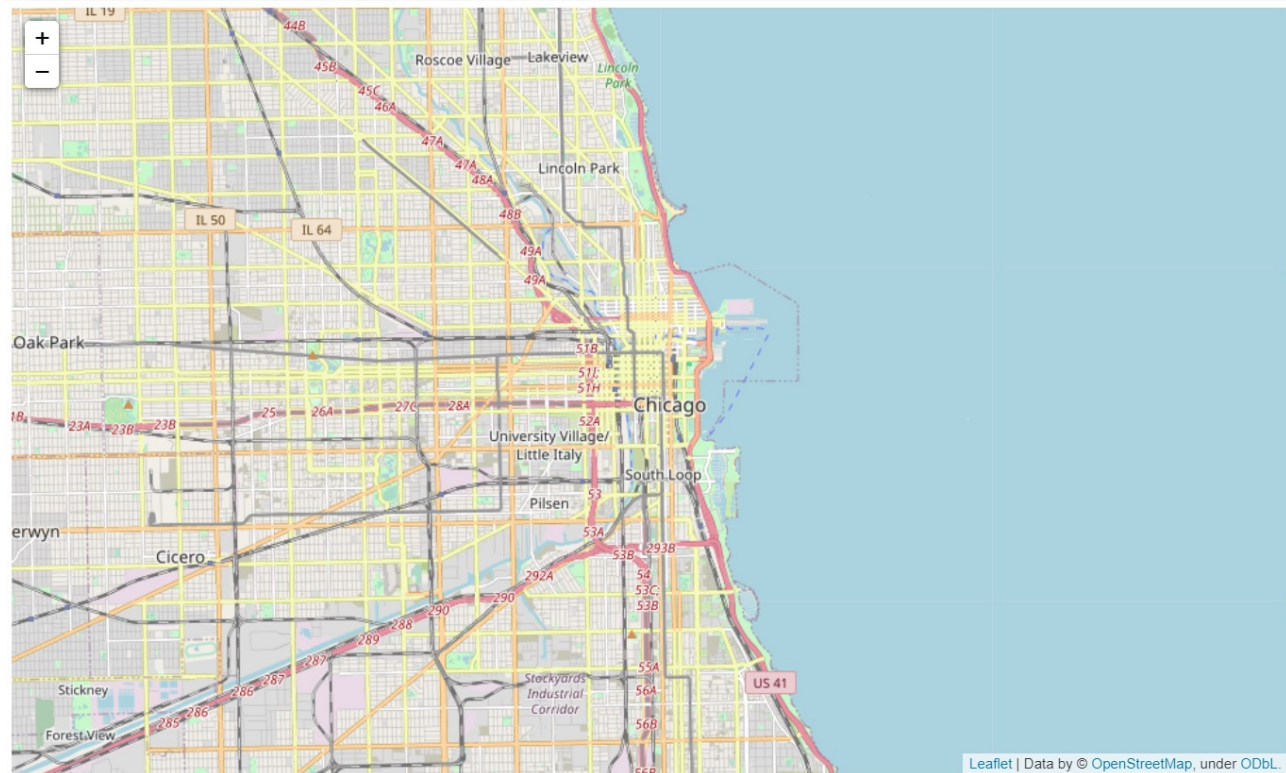 IL 19
+
−
44B
Roscoe Village
Lakeview
45B
Lincoln
Park
45C
46A
47A
47A
Lincoln Park
48A
48B
IL 50
IL 64
49A
49A
Oak Park
51B
51I;
51H
Chicago
1B
23A
23B
23B
25
26A
27C
28A
52A
University Village/
Little Italy
South Loop
53
Pilsen
53A
erwyn
Cicero
53B
293B
292A
54
53C;
53B
290
290
288
289
287
287
286
286
285
55A
US 41
Stickney
Stockyards
Industrial
Corridor
56A
56B
Forest View
56B
Leaflet | Data by © OpenStreetMap, under ODbL.